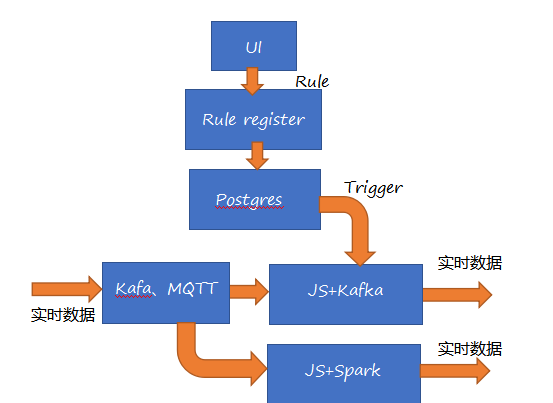 UI
Rule
Rule register
Postgres
Trigger
实时数据
Kafa、MQTT
JS+Kafka
实时数据
实时数据
JS+Spark